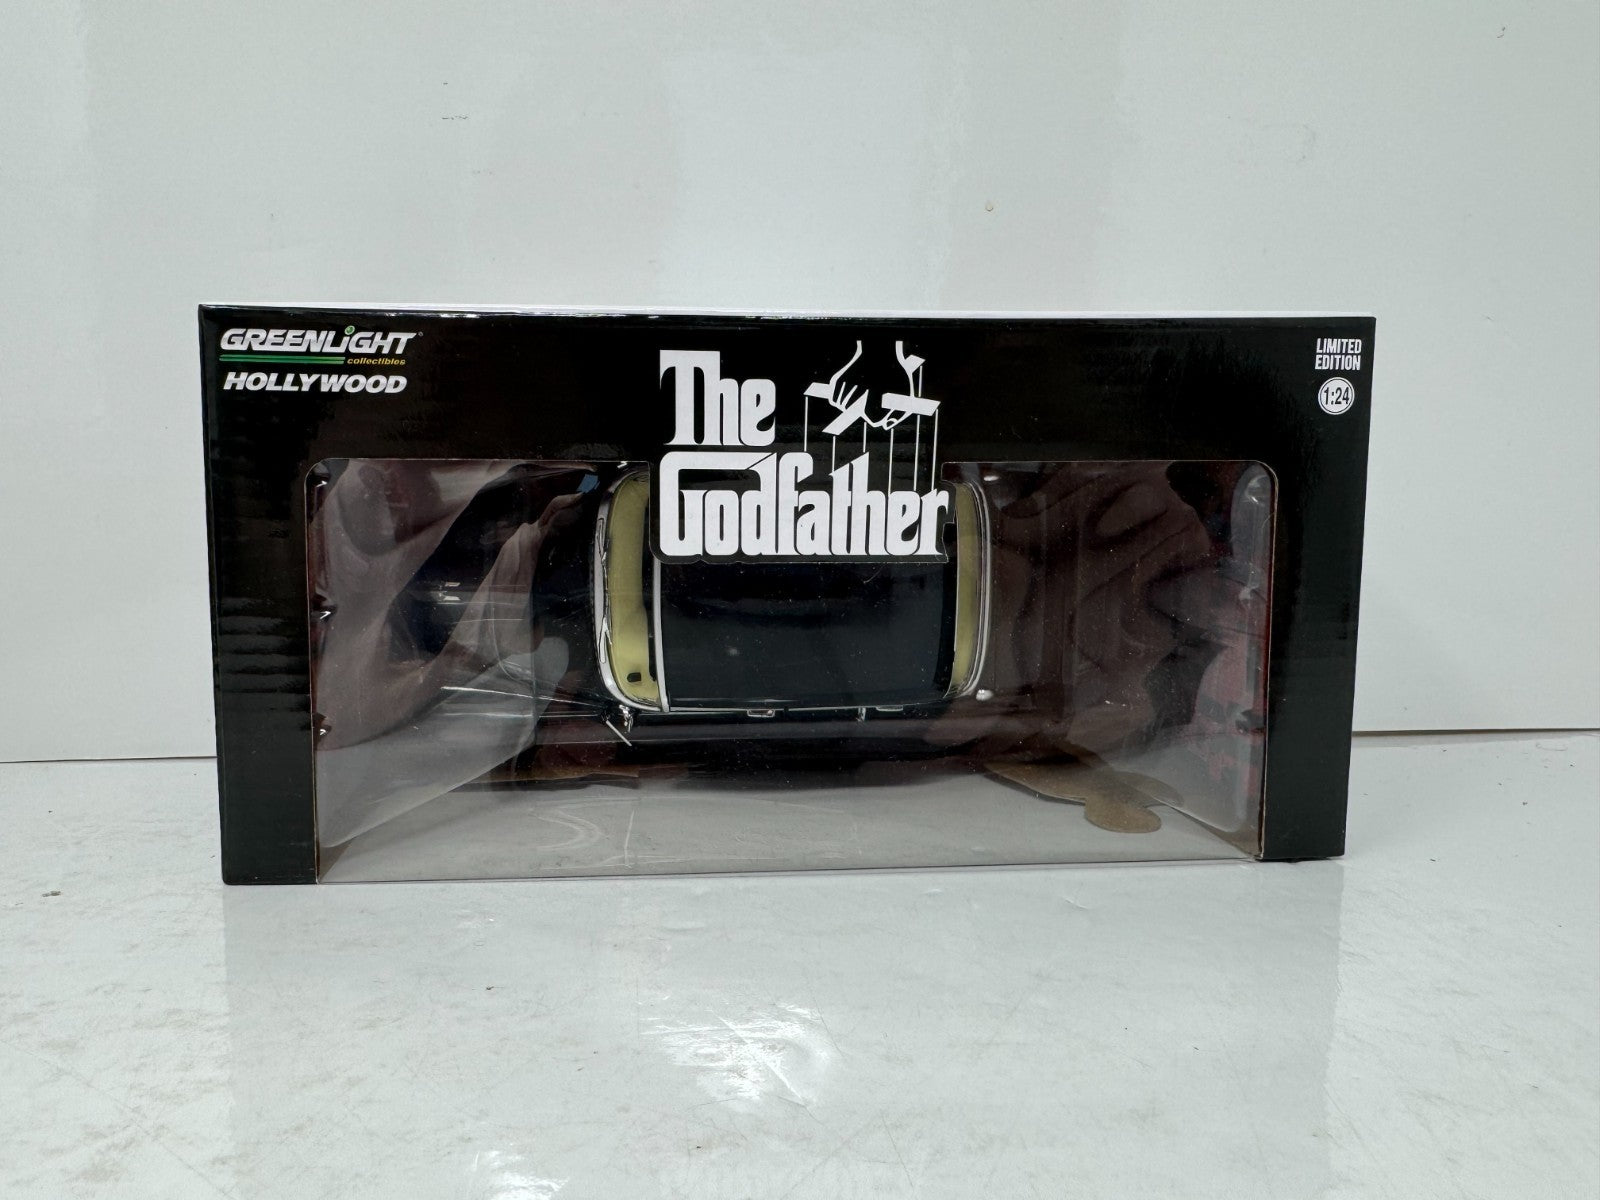 GREENLiGHT
collectibles
HOLLYWOOD
The
Godfather
LIMITED
EDITION
1:24